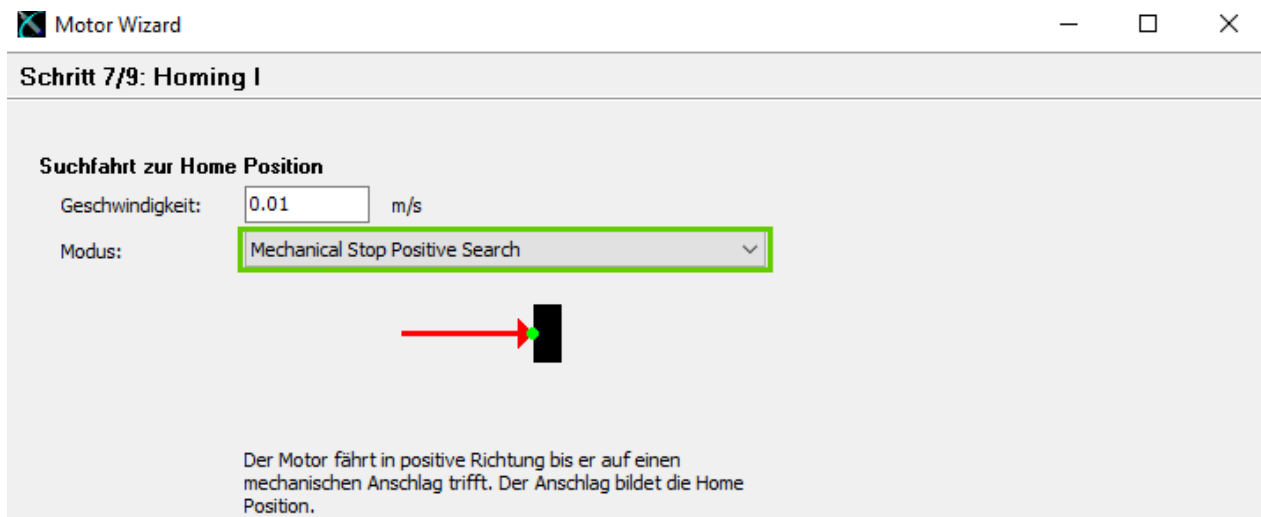 Motor Wizard
Schritt 7/9: Homing I
Suchfahrt zur Home Position
Geschwindigkeit: 0.01 m/s
Modus: Mechanical Stop Positive Search
Der Motor fährt in positive Richtung bis er auf einen
mechanischen Anschlag trifft. Der Anschlag bildet die Home
Position.